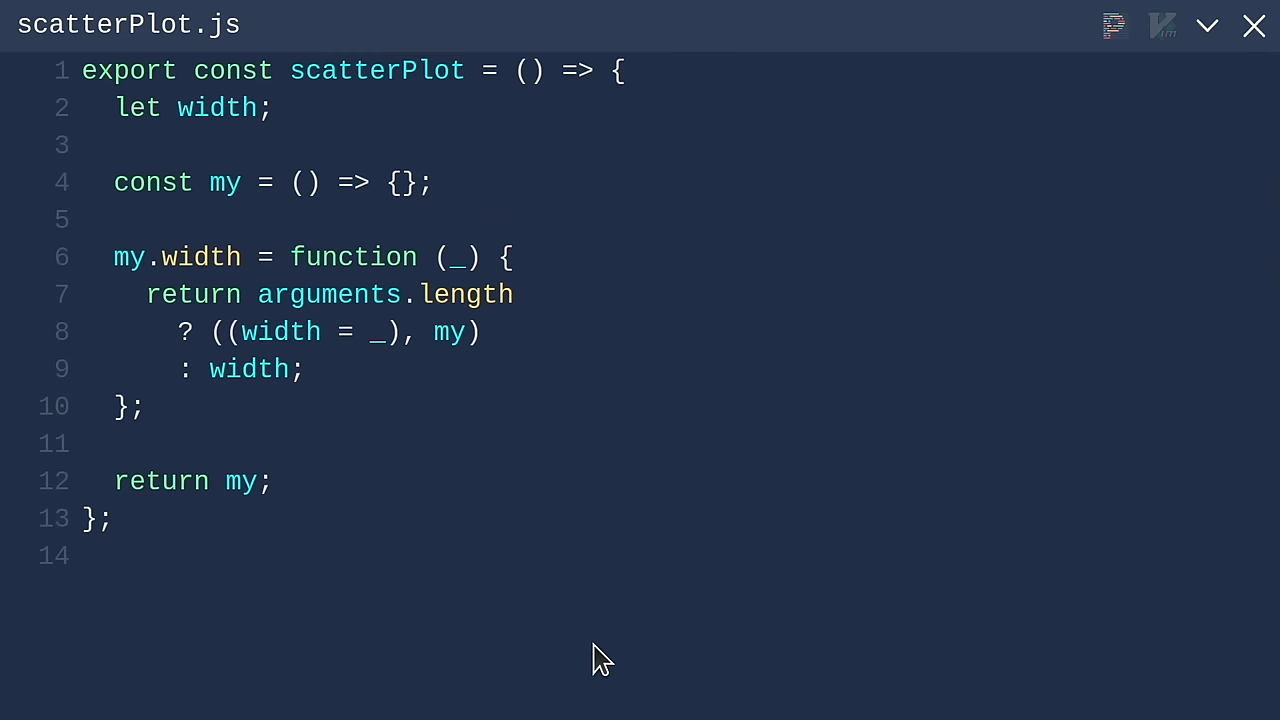 scatterPlot.js
1 export const scatterPlot = () => {
2   let width;
3
4   const my = () => {};
5
6   my.width = function (_) {
7     return arguments.length
8       ? ((width = _), my)
9       : width;
10   };
11
12   return my;
13 };
14